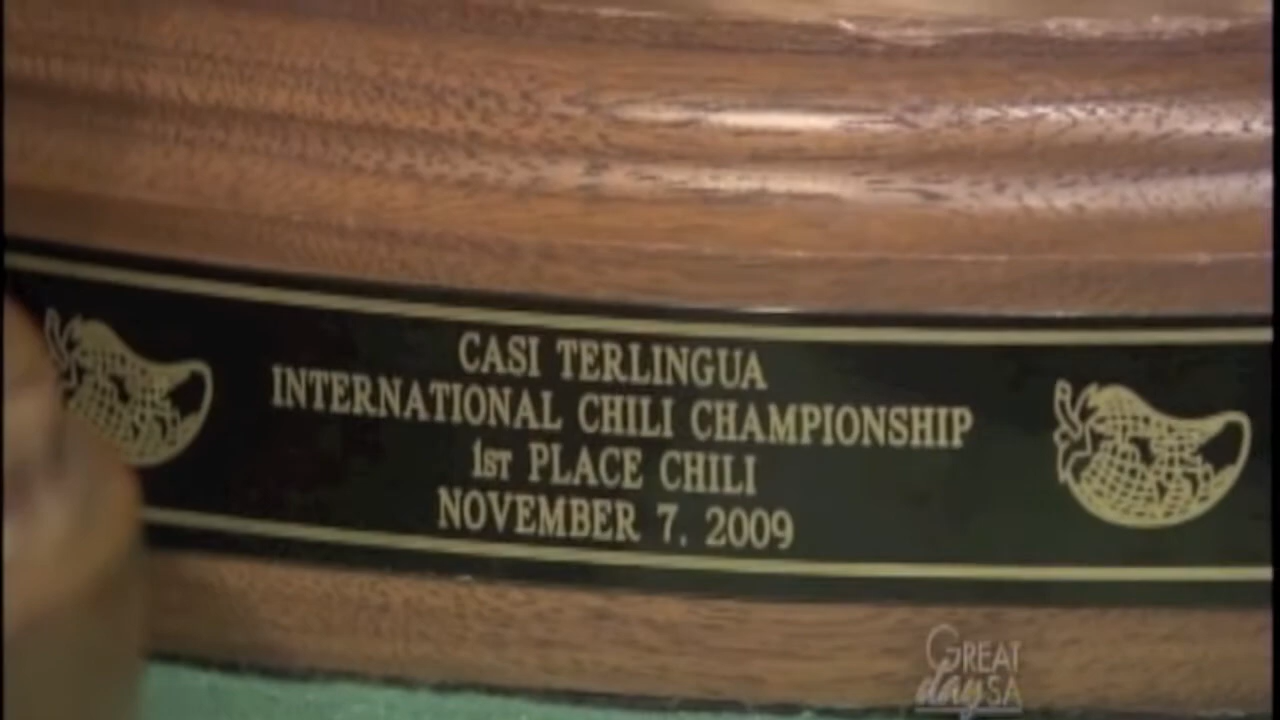 CASI TERLINGUA
INTERNATIONAL CHILI CHAMPIONSHIP
1ST PLACE CHILI
NOVEMBER 7, 2009
GREAT
day SA